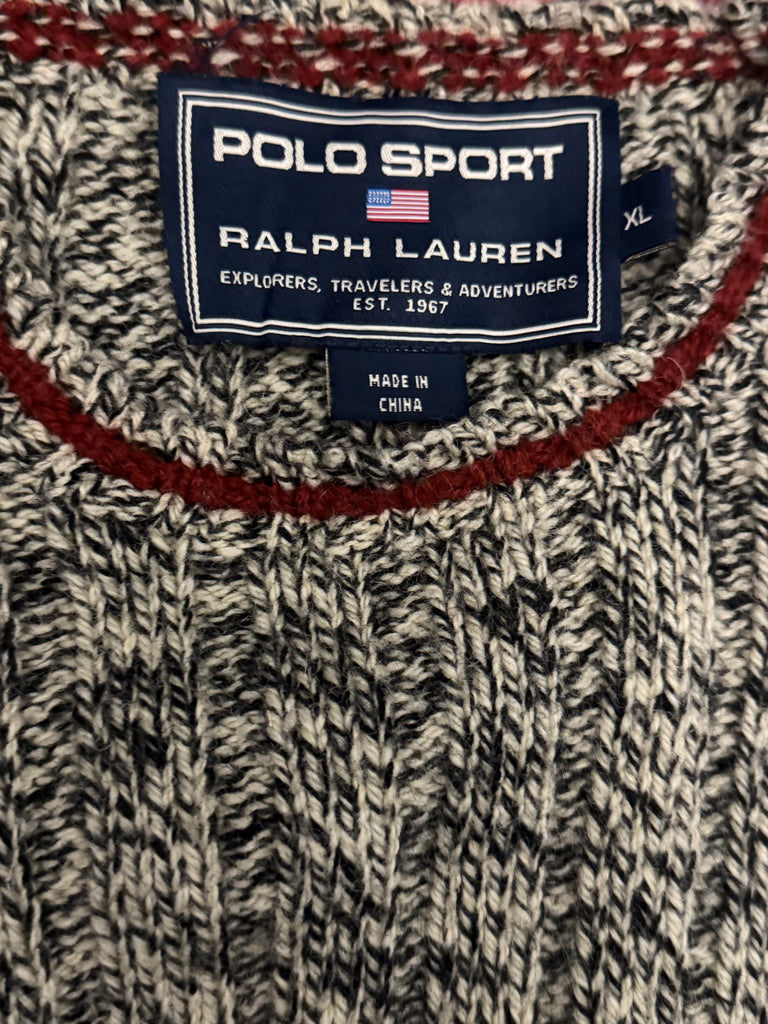 POLO SPORT
RALPH LAUREN
EXPLORERS, TRAVELERS & ADVENTURERS
EST. 1967
XL
MADE IN
CHINA